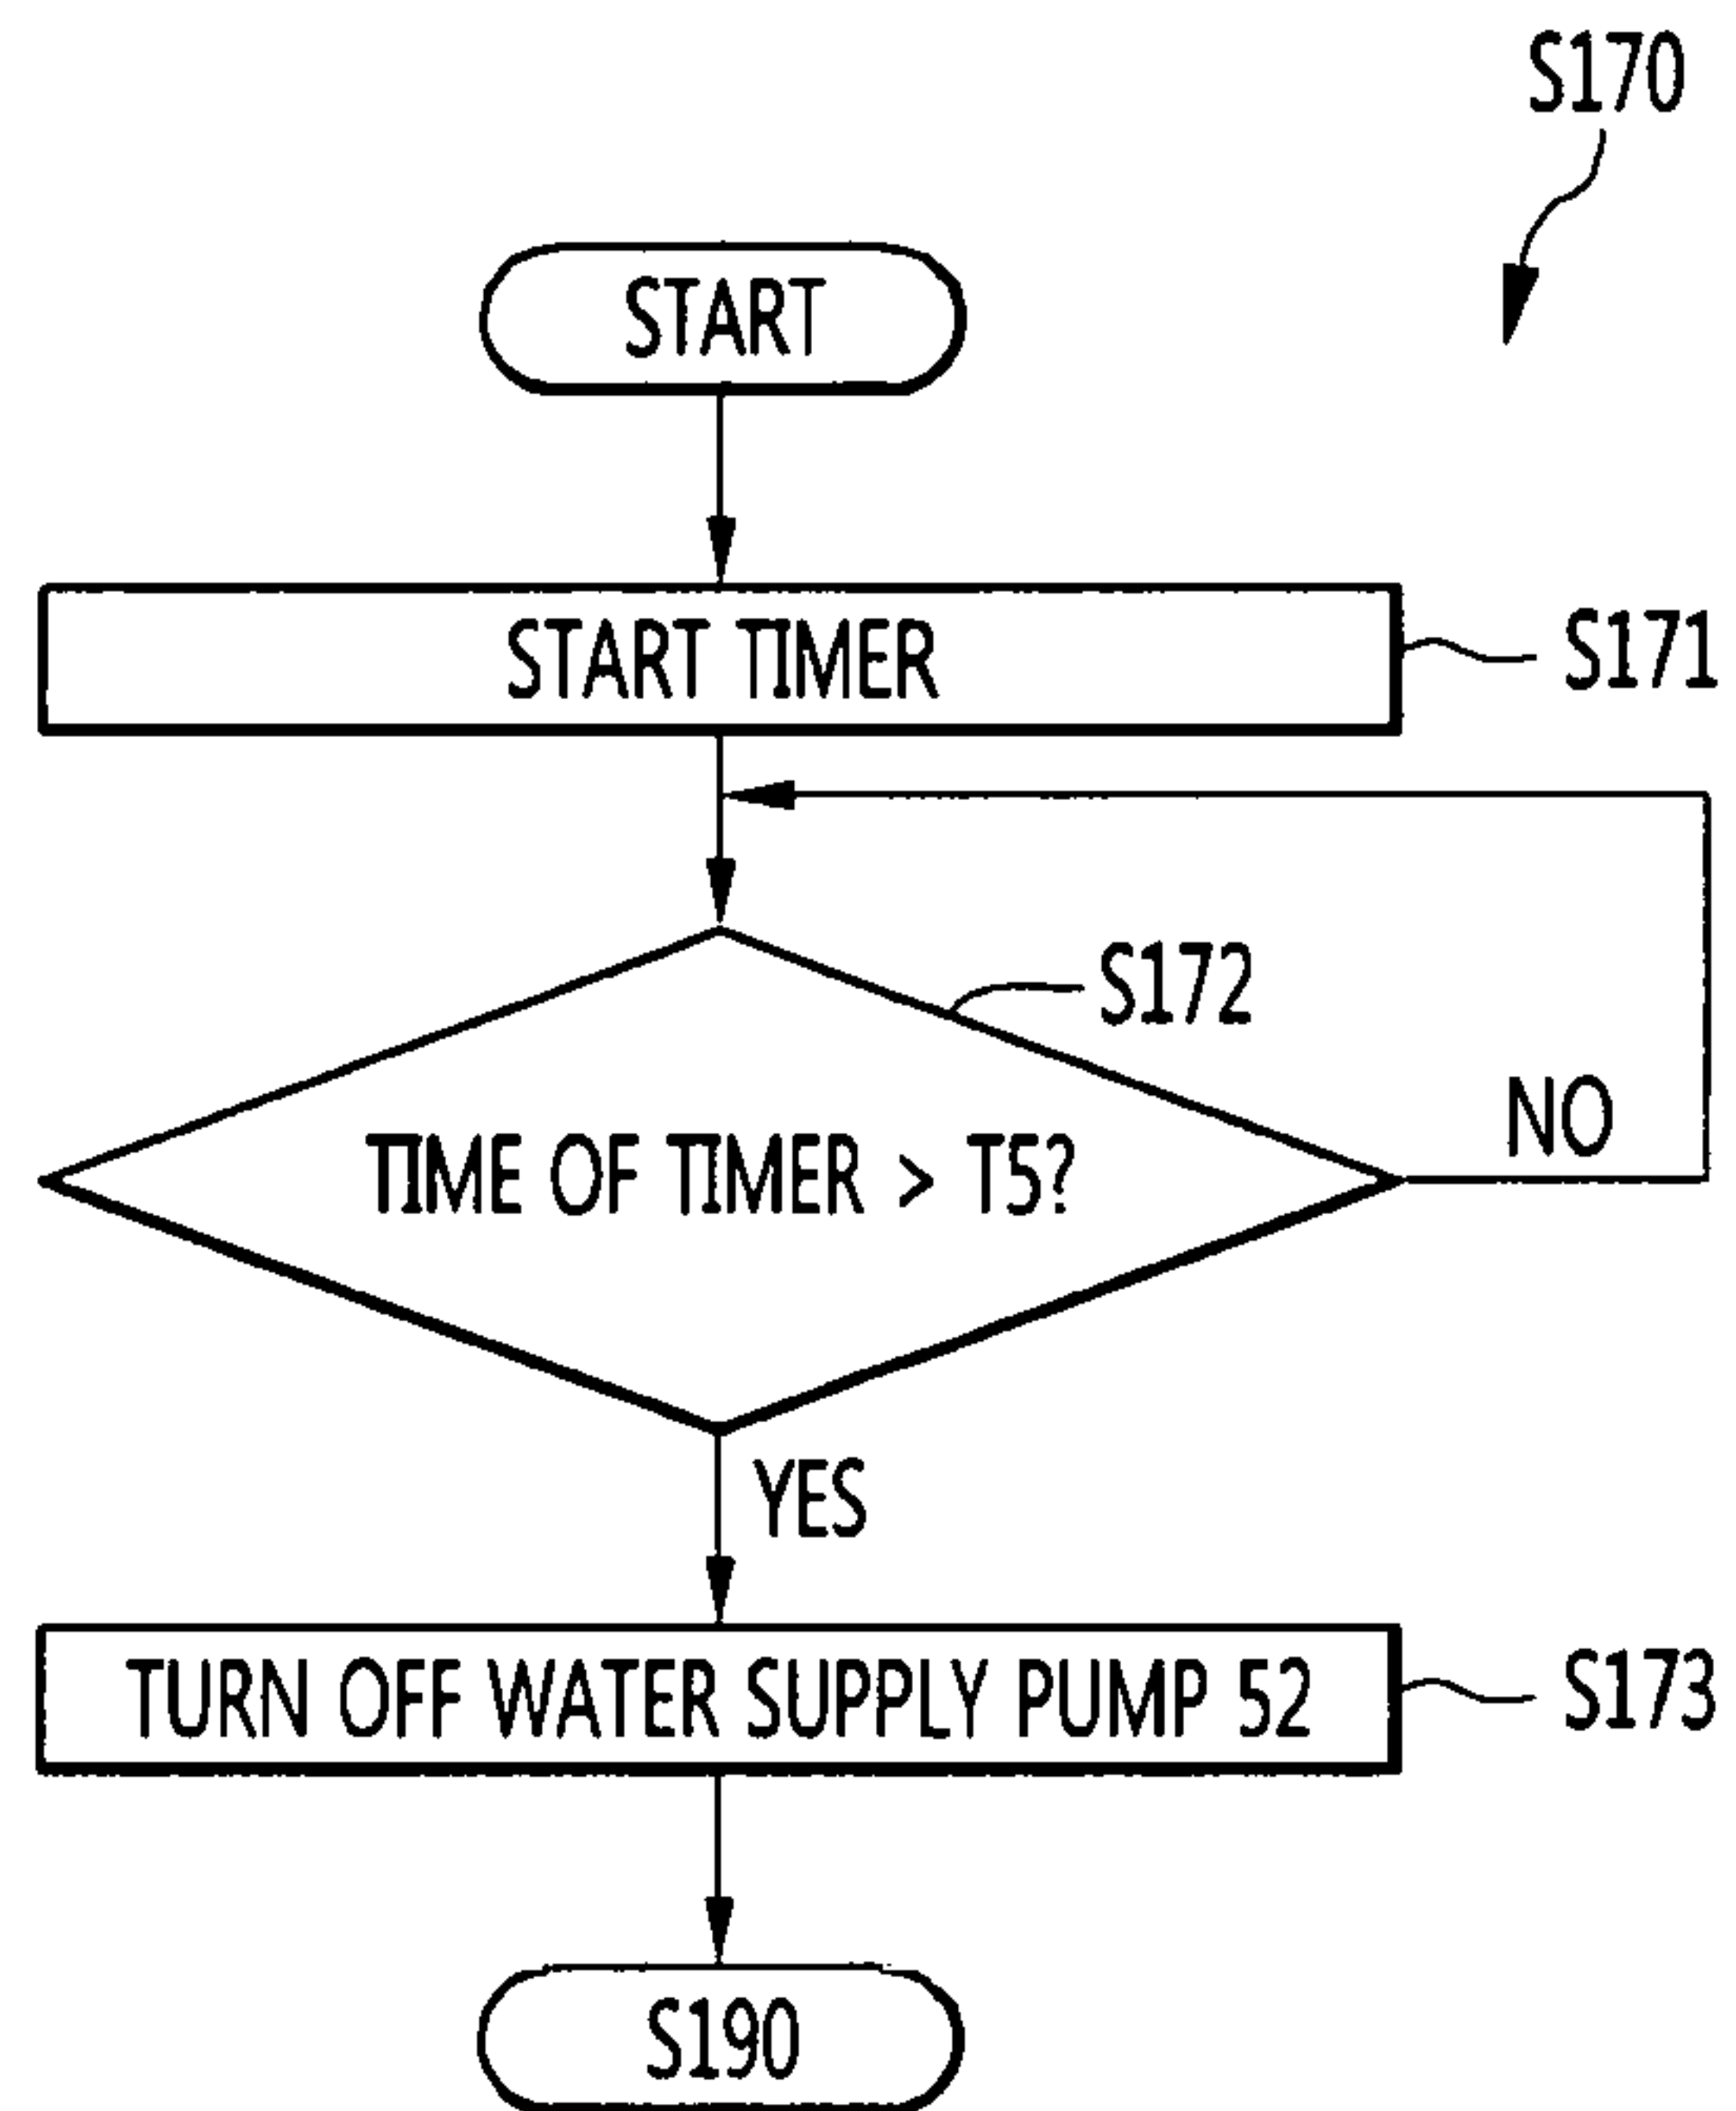 S170
START
START TIMER
S171
S172
NO
TIME OF TIMER > T5?
YES
TURN OFF WATER SUPPLY PUMP 52
S173
S190